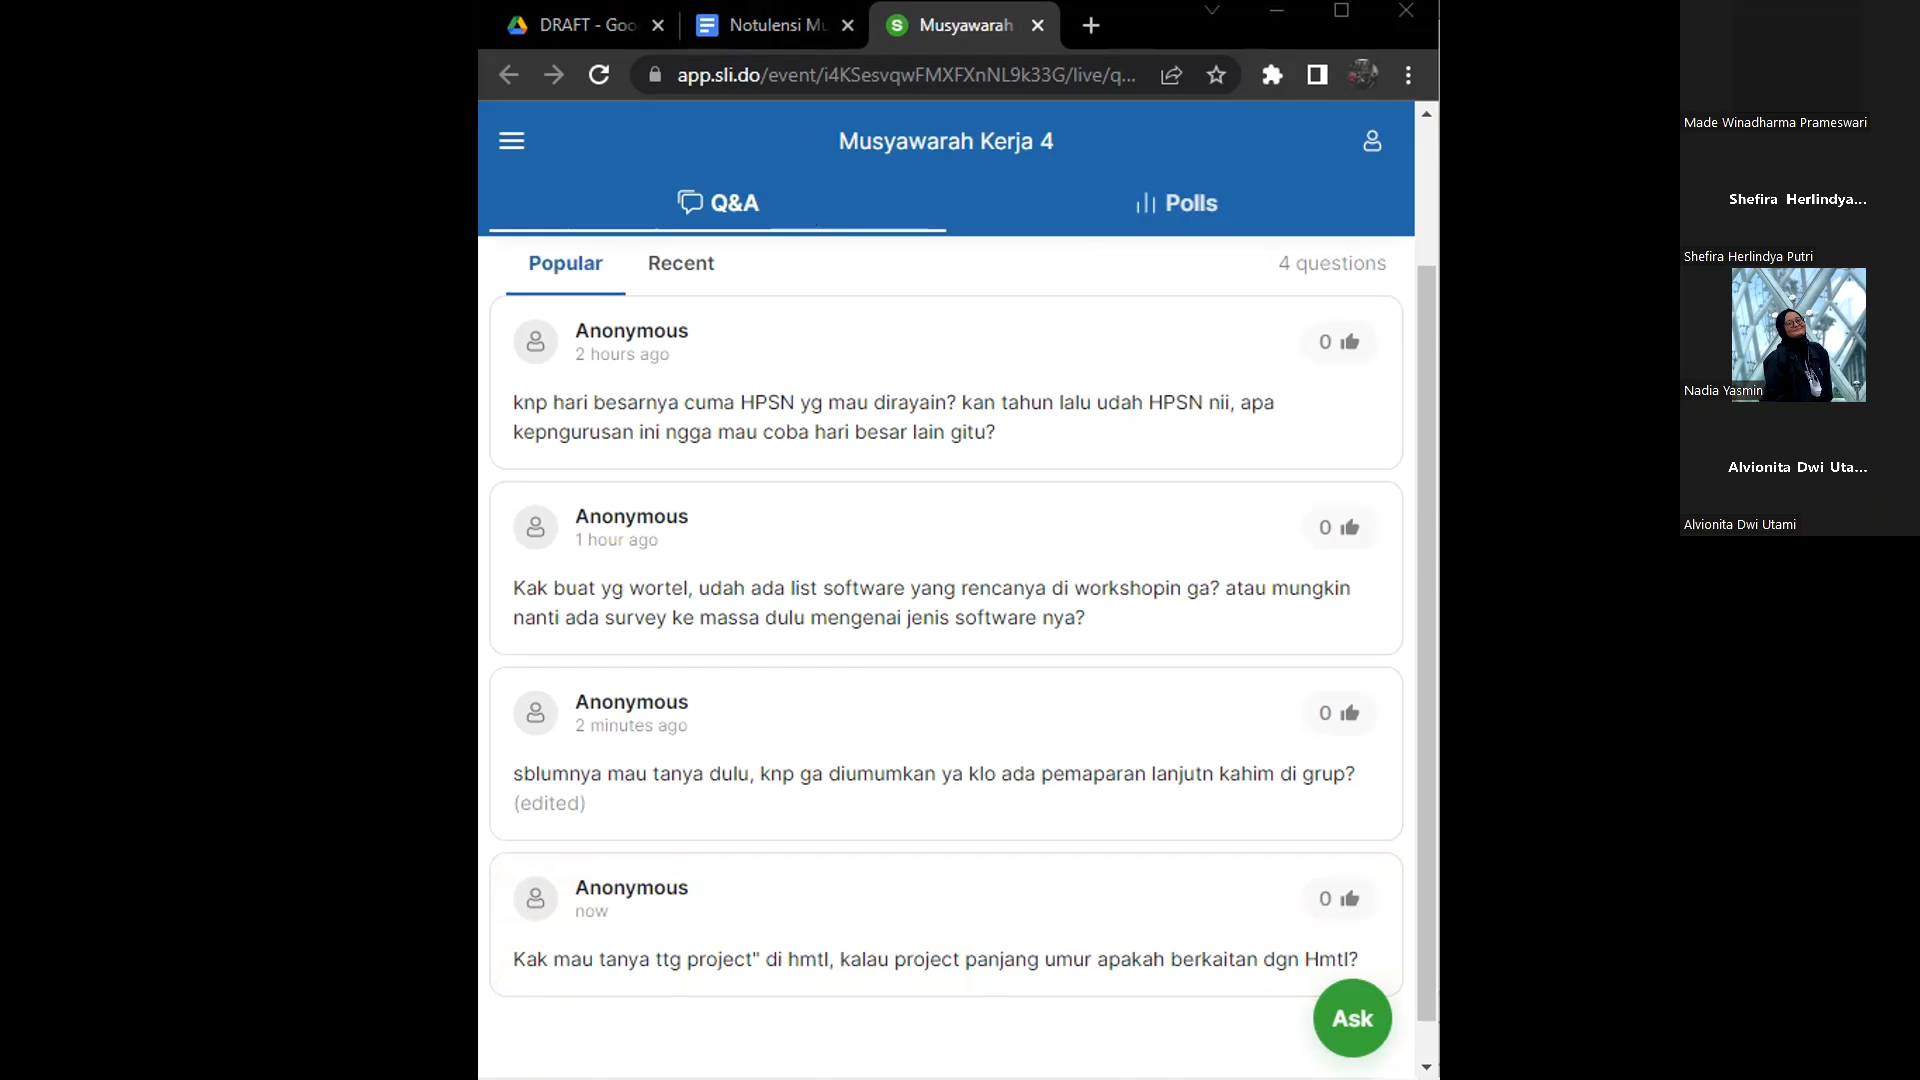 DRAFT - Goo
Notulensi Mu
Musyawarah
app.sli.do/event/i4KSesvqwFMXFXnNL9k33G/live/q...
Musyawarah Kerja 4
Q&A
Polls
Popular
Recent
4 questions
Anonymous
2 hours ago
0
knp hari besarnya cuma HPSN yg mau dirayain? kan tahun lalu udah HPSN nii, apa
kepngurusan ini ngga mau coba hari besar lain gitu?
Anonymous
1 hour ago
0
Kak buat yg wortel, udah ada list software yang rencanya di workshopin ga? atau mungkin
nanti ada survey ke massa dulu mengenai jenis software nya?
Anonymous
2 minutes ago
0
sblumnya mau tanya dulu, knp ga diumumkan ya klo ada pemaparan lanjutn kahim di grup?
(edited)
Anonymous
now
0
Kak mau tanya ttg project" di hmtl, kalau project panjang umur apakah berkaitan dgn Hmtl?
Ask
Made Winadharma Prameswari
Shefira Herlindya...
Shefira Herlindya Putri
Nadia Yasmin
Alvionita Dwi Uta...
Alvionita Dwi Utami